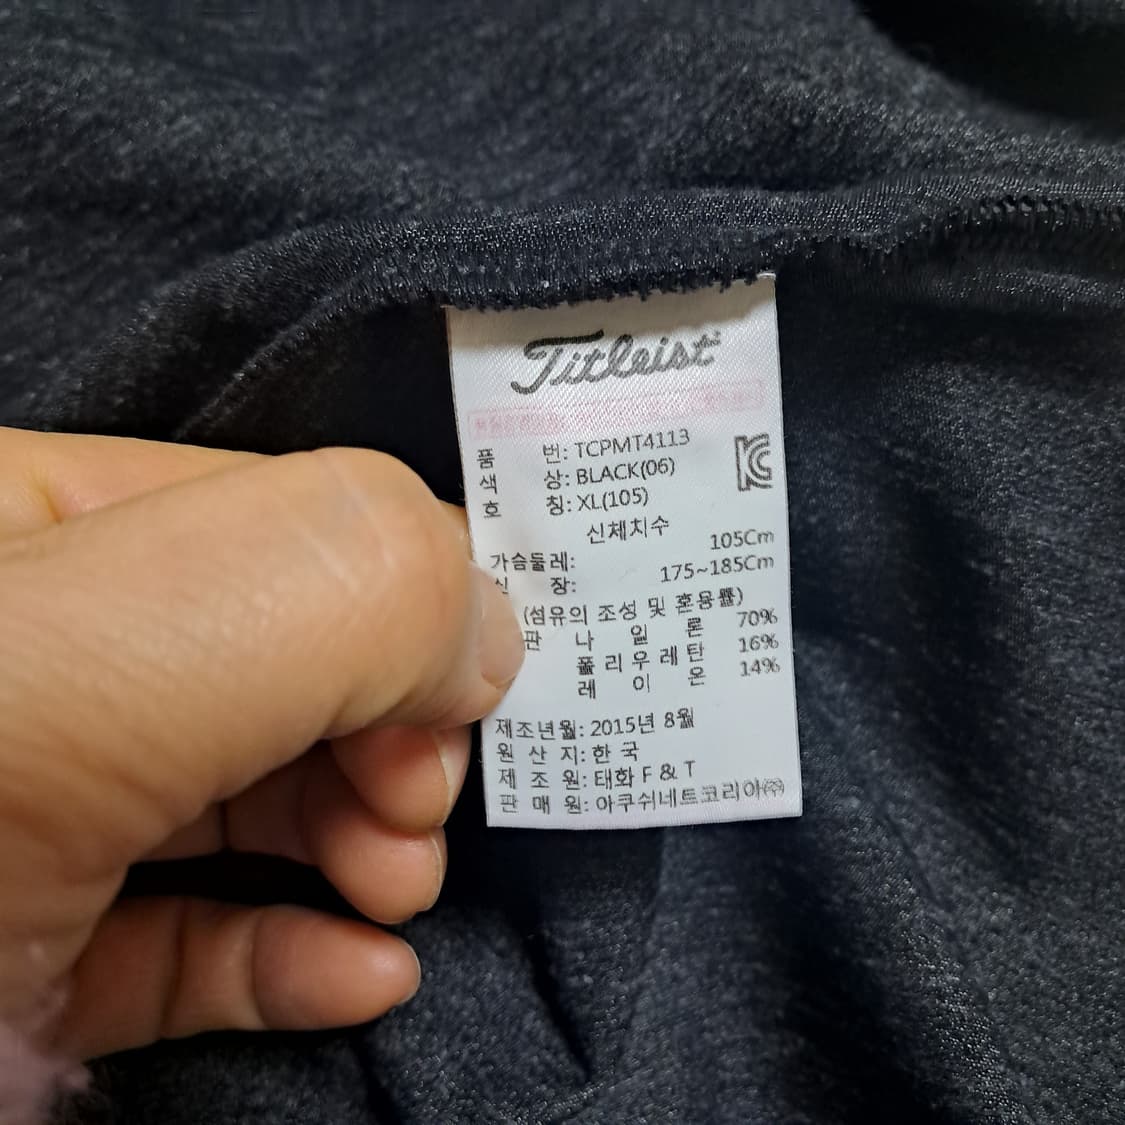 Titleist
품 번: TCPMT4113
색 상: BLACK(06)
호 칭: XL(105)
신체치수
가슴둘레: 105Cm
신 장: 175~185Cm
(섬유의 조성 및 혼용률)
판 나 일 론 70%
폴 리 우 레 탄 16%
레 이 온 14%
제조년월: 2015년 8월
원 산 지: 한 국
제 조 원: 태화 F & T
판 매 원: 아쿠쉬네트코리아㈜